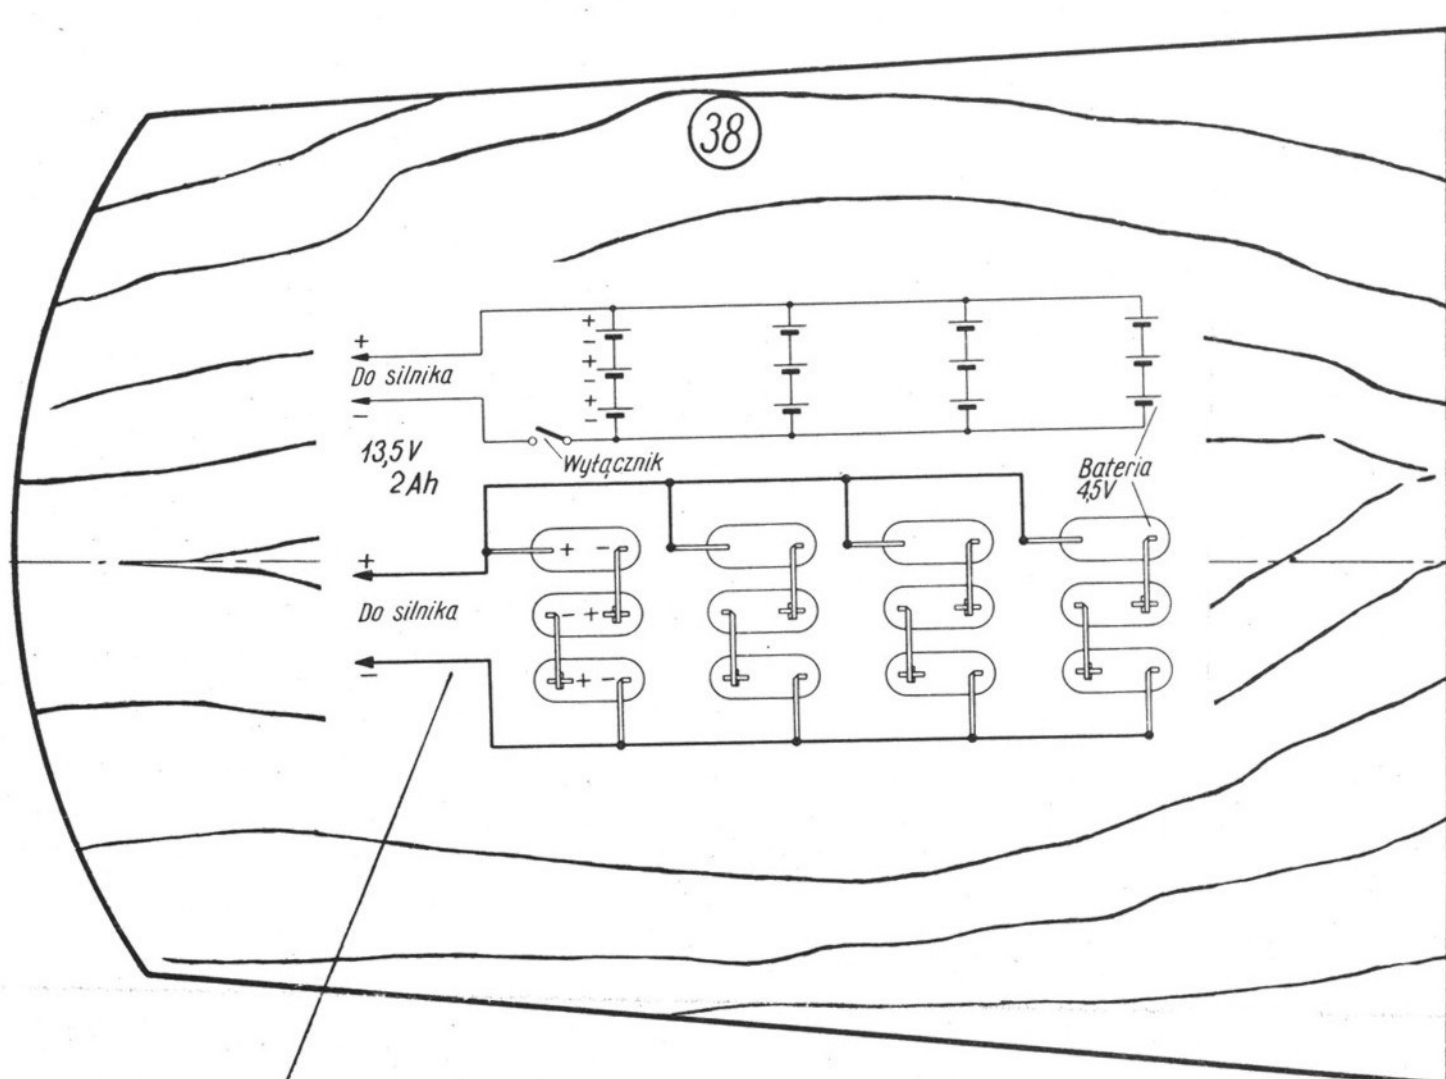 38
+
Do silnika
−
13,5V
2Ah
+
−
+
−
+
−
Wyłącznik
Bateria
4,5V
+
Do silnika
−
+ −
− +
+ −